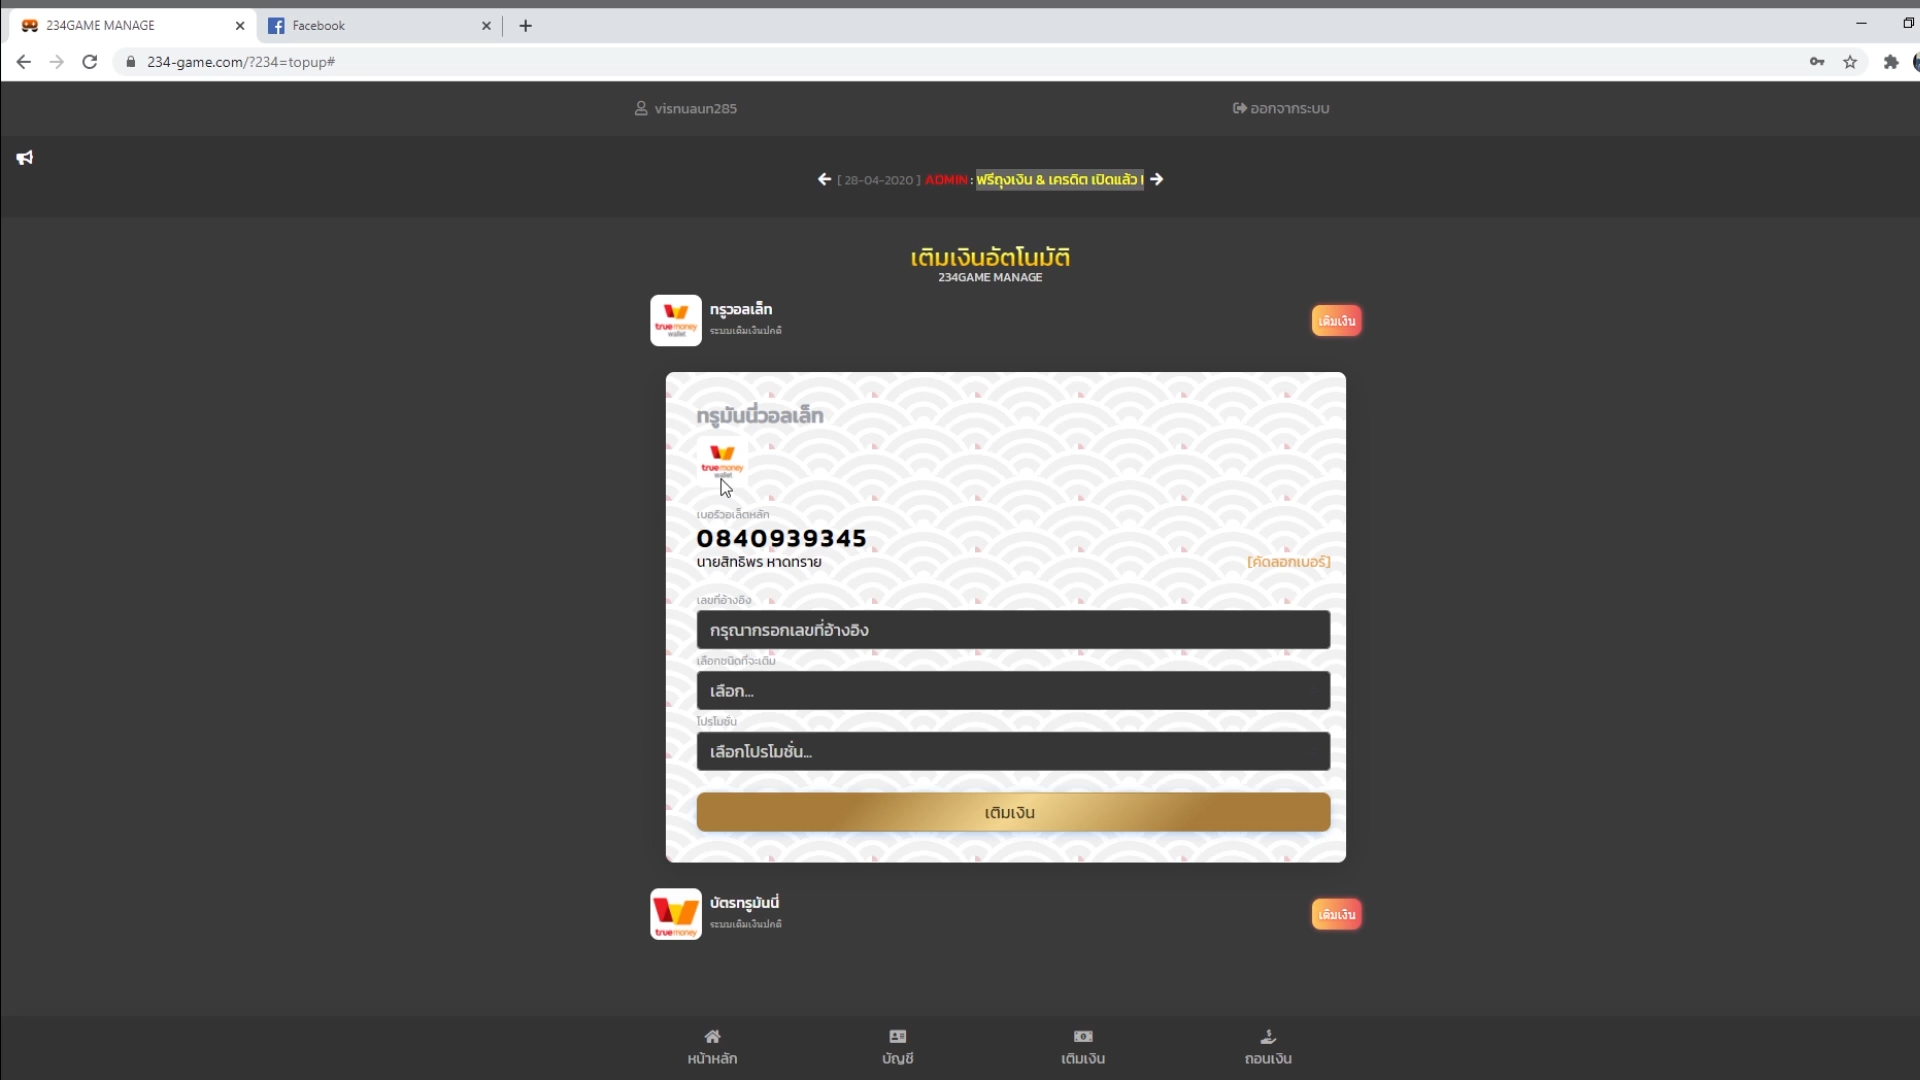 234GAME MANAGE
Facebook
234-game.com/?234=topup#
visnuaun285
ออกจากระบบ
[ 28-04-2020 ] ADMIN : ฟรีถุงเงิน & เครดิต เปิดแล้ว !
เติมเงินอัตโนมัติ
234GAME MANAGE
truemoney
wallet
ทรูวอลเล็ท
ระบบเติมเงินปกติ
เติมเงิน
ทรูมันนี่วอลเล็ท
truemoney
wallet
เบอร์วอเล็ตหลัก
0840939345
นายสิทธิพร หาดทราย
[คัดลอกเบอร์]
เลขที่อ้างอิง
กรุณากรอกเลขที่อ้างอิง
เลือกชนิดที่จะเติม
เลือก...
โปรโมชั่น
เลือกโปรโมชั่น...
เติมเงิน
truemoney
บัตรทรูมันนี่
ระบบเติมเงินปกติ
เติมเงิน
หน้าหลัก
บัญชี
เติมเงิน
ถอนเงิน